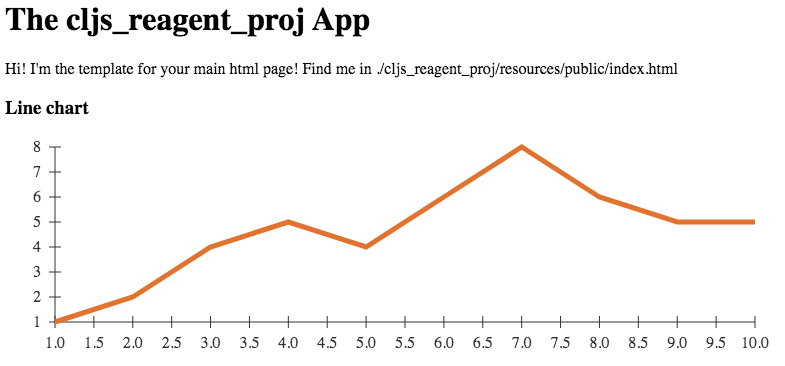 The cljs_reagent_proj App
Hi! I'm the template for your main html page! Find me in ./cljs_reagent_proj/resources/public/index.html
Line chart
8
7
6
5
4
3
2
1
1.0 1.5 2.0 2.5 3.0 3.5 4.0 4.5 5.0 5.5 6.0 6.5 7.0 7.5 8.0 8.5 9.0 9.5 10.0